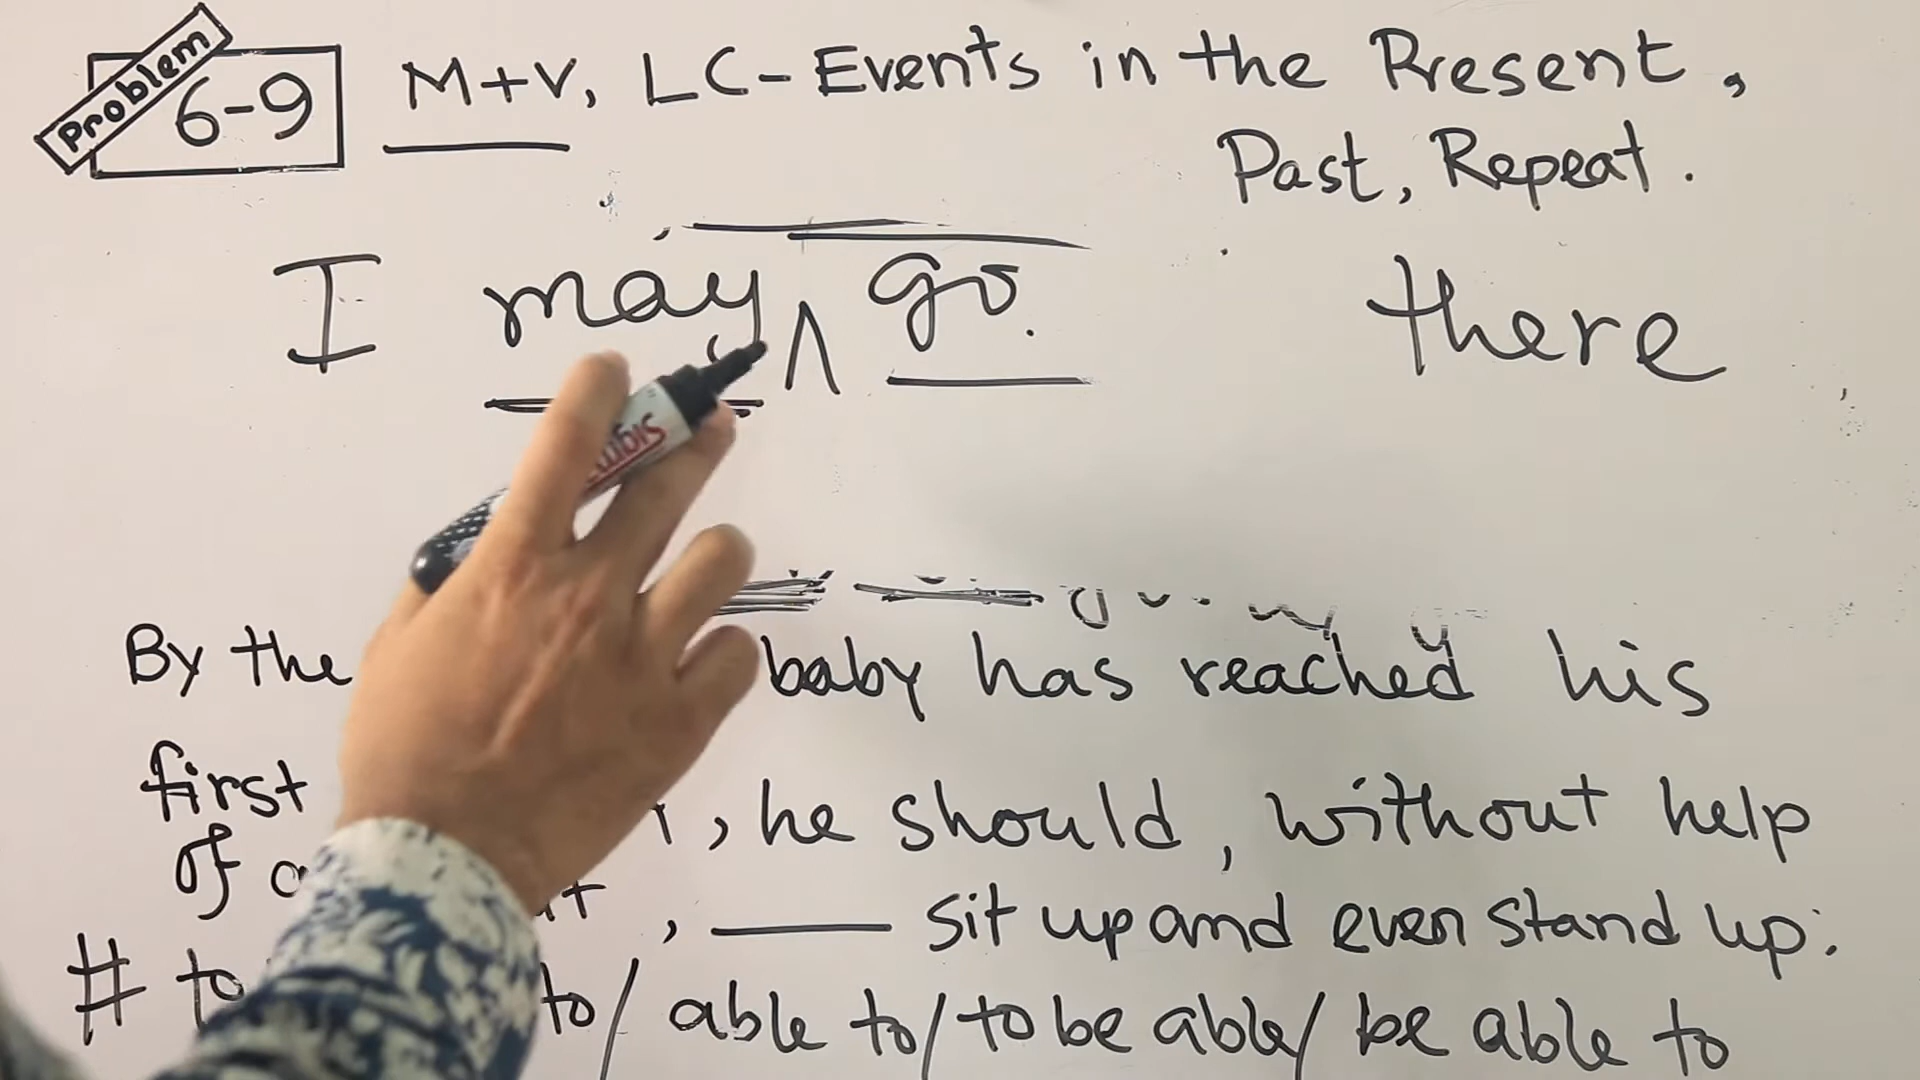 Problem 6-9 M+V, LC-Events in the Present,
Past, Repeat.
I may ∧ go. there
By the baby has reached his
first , he should, without help
of , ___ sit up and even stand up.
# to/ able to/ to be able/ be able to